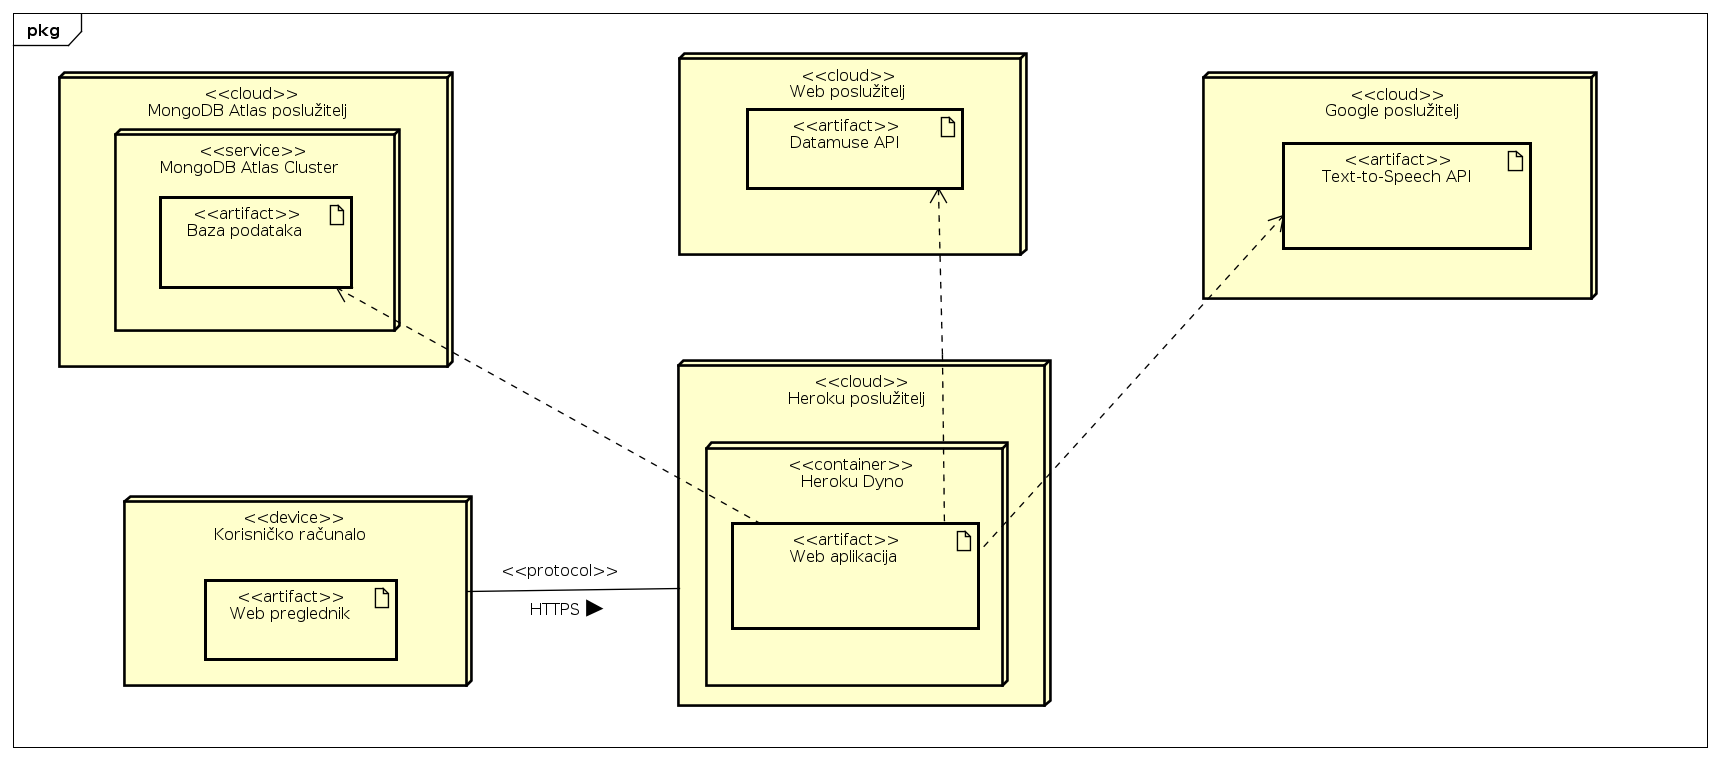 pkg
<<cloud>>
MongoDB Atlas poslužitelj
<<service>>
MongoDB Atlas Cluster
<<artifact>>
Baza podataka
<<cloud>>
Web poslužitelj
<<artifact>>
Datamuse API
<<cloud>>
Google poslužitelj
<<artifact>>
Text-to-Speech API
<<cloud>>
Heroku poslužitelj
<<container>>
Heroku Dyno
<<artifact>>
Web aplikacija
<<device>>
Korisničko računalo
<<artifact>>
Web preglednik
<<protocol>>
HTTPS